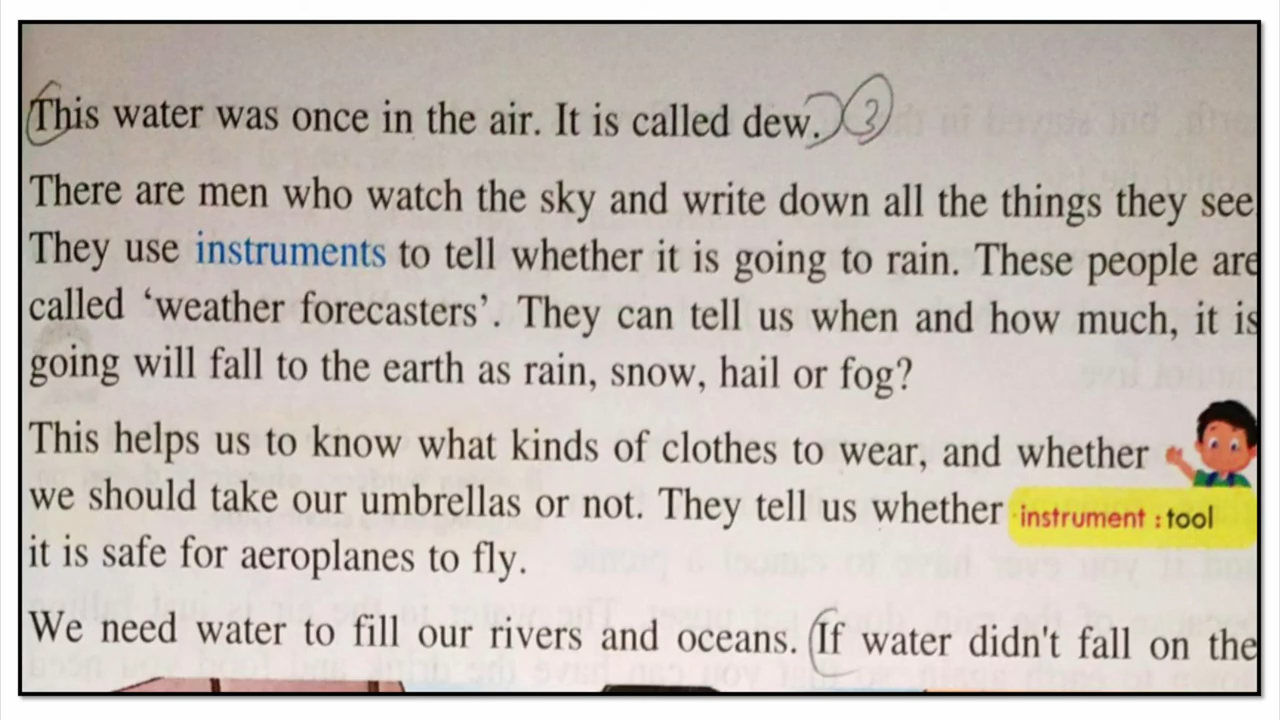 This water was once in the air. It is called dew. 3
There are men who watch the sky and write down all the things they see
They use instruments to tell whether it is going to rain. These people are
called ‘weather forecasters’. They can tell us when and how much, it is
going will fall to the earth as rain, snow, hail or fog?
This helps us to know what kinds of clothes to wear, and whether
we should take our umbrellas or not. They tell us whether
instrument : tool
it is safe for aeroplanes to fly.
We need water to fill our rivers and oceans. If water didn't fall on the